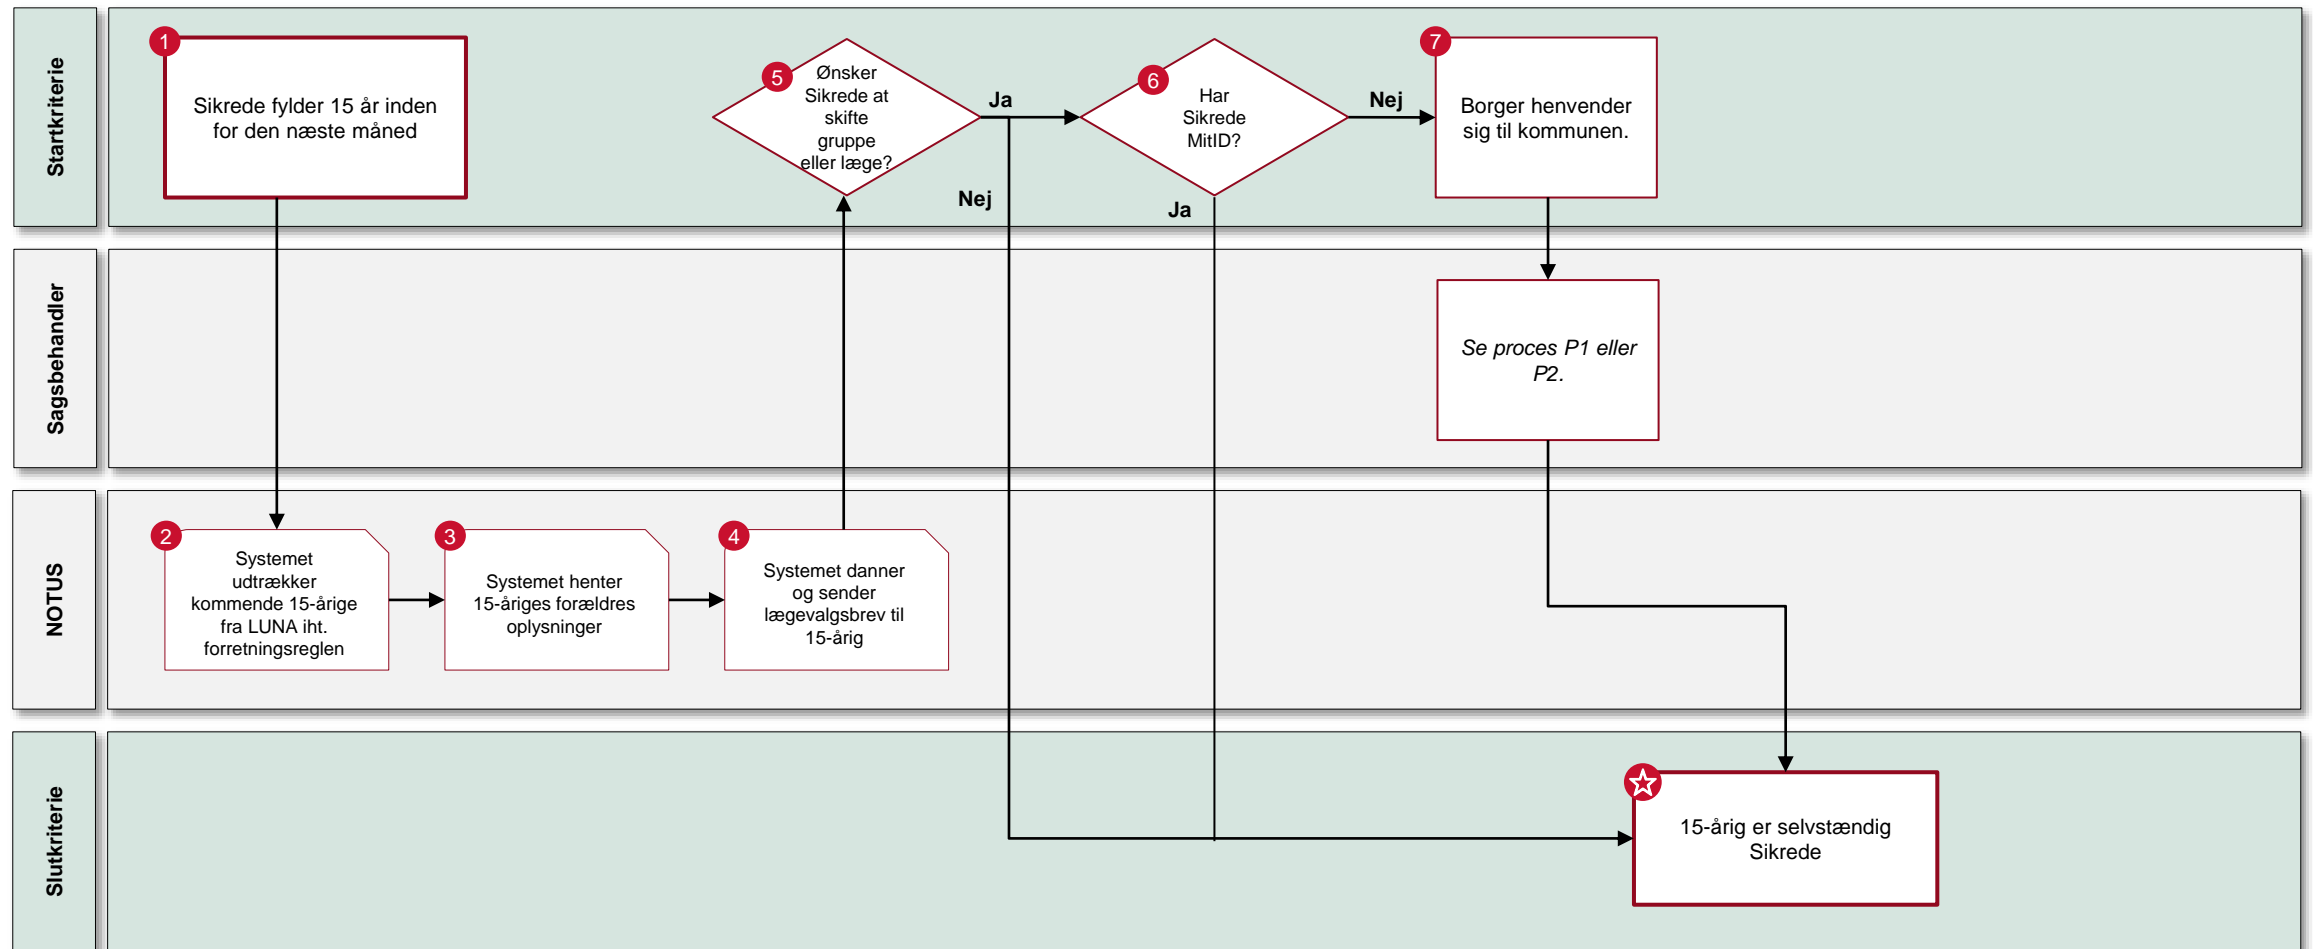 Startkriterie
1
Sikrede fylder 15 år inden
for den næste måned
5
Ønsker
Sikrede at
skifte
gruppe
eller læge?
Ja
Nej
6
Har
Sikrede
MitID?
Nej
Ja
7
Borger henvender
sig til kommunen.
Sagsbehandler
Se proces P1 eller
P2.
NOTUS
2
Systemet
udtrækker
kommende 15-årige
fra LUNA iht.
forretningsreglen
3
Systemet henter
15-åriges forældres
oplysninger
4
Systemet danner
og sender
lægevalgsbrev til
15-årig
Slutkriterie
15-årig er selvstændig
Sikrede